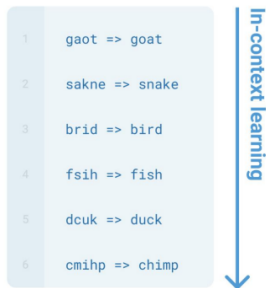 1 gaot => goat
2 sakne => snake
3 brid => bird
4 fsih => fish
5 dcuk => duck
6 cmihp => chimp
In-context learning